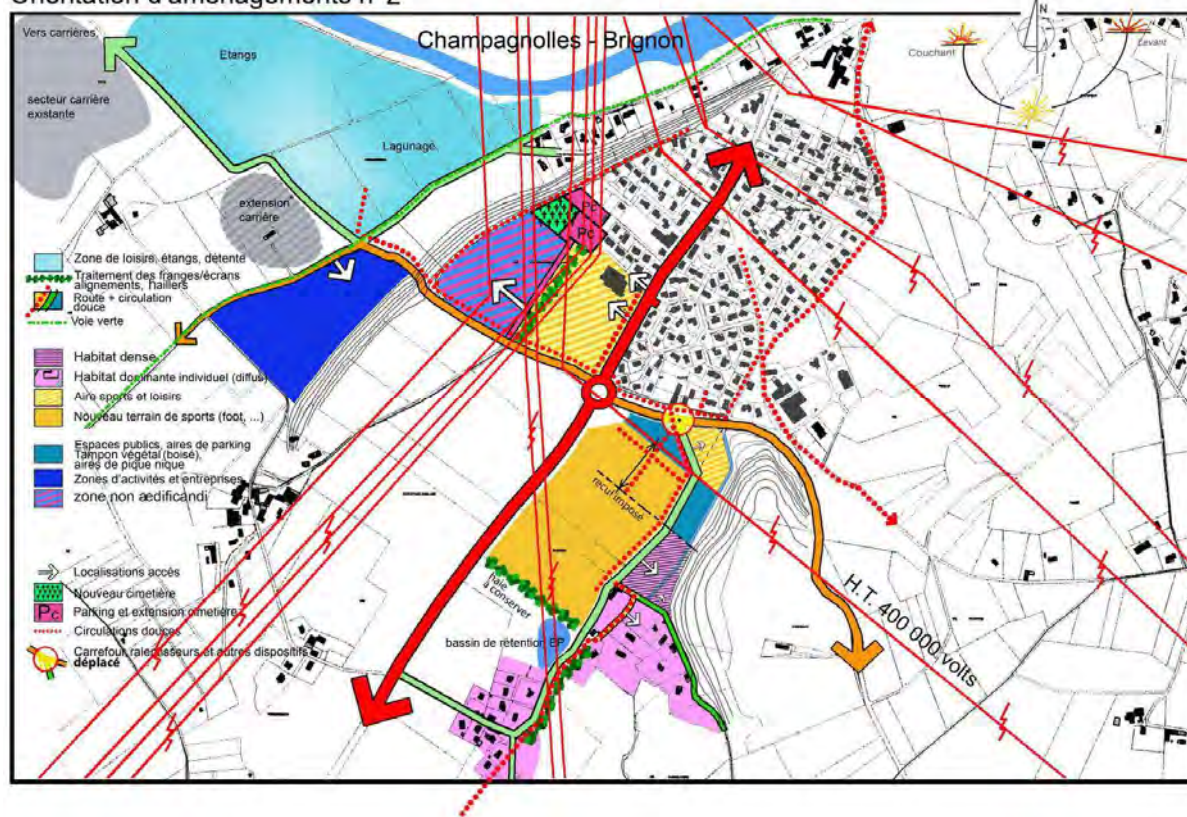 Orientation d'aménagements n°2
Champagnolles - Brignon
N
Couchant
Levant
Vers carrières
Etangs
secteur carrière
existante
Lagunage
extension
carrière
Pc
Pc
Zone de loisirs, étangs, détente
Traitement des franges/écrans
alignements, halliers
Route + circulation
douce
Voie verte
Habitat dense
Habitat dominante individuel (diffus)
Aire sports et loisirs
Nouveau terrain de sports (foot, ...)
Espaces publics, aires de parking
Tampon végétal (boisé),
aires de pique nique
Zones d'activités et entreprises
zone non ædificandi
Localisations accès
Nouveau cimetière
Pc
Parking et extension cimetière
Circulations douces
Carrefour, ralentisseurs et autres dispositifs
déplacé
recul imposé
haie
à conserver
bassin de rétention EP
H.T. 400 000 volts